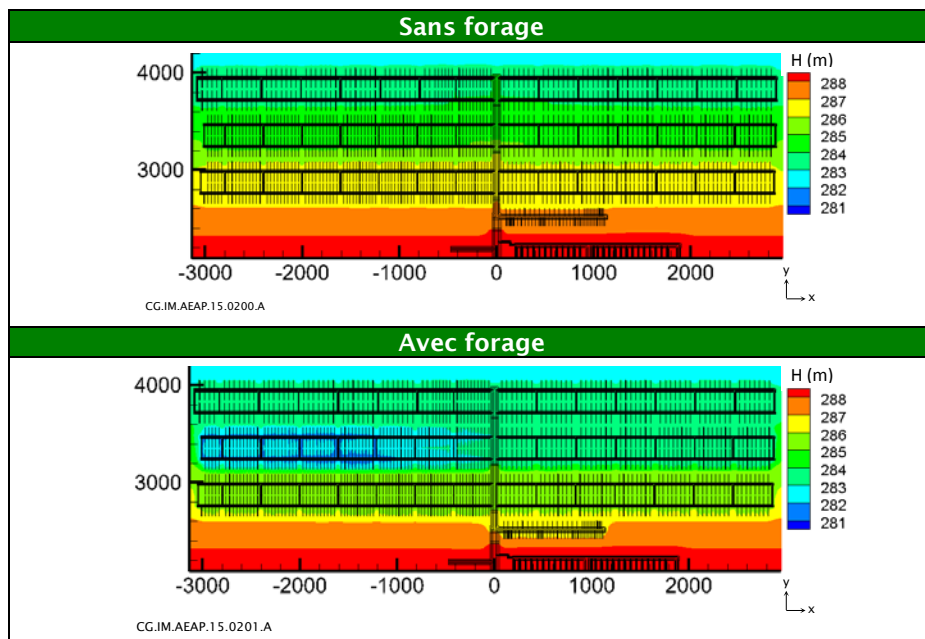 Sans forage
H (m)
4000
3000
288
287
286
285
284
283
282
281
-3000 -2000 -1000 0 1000 2000
y
x
CG.IM.AEAP.15.0200.A
Avec forage
H (m)
4000
3000
288
287
286
285
284
283
282
281
-3000 -2000 -1000 0 1000 2000
y
x
CG.IM.AEAP.15.0201.A